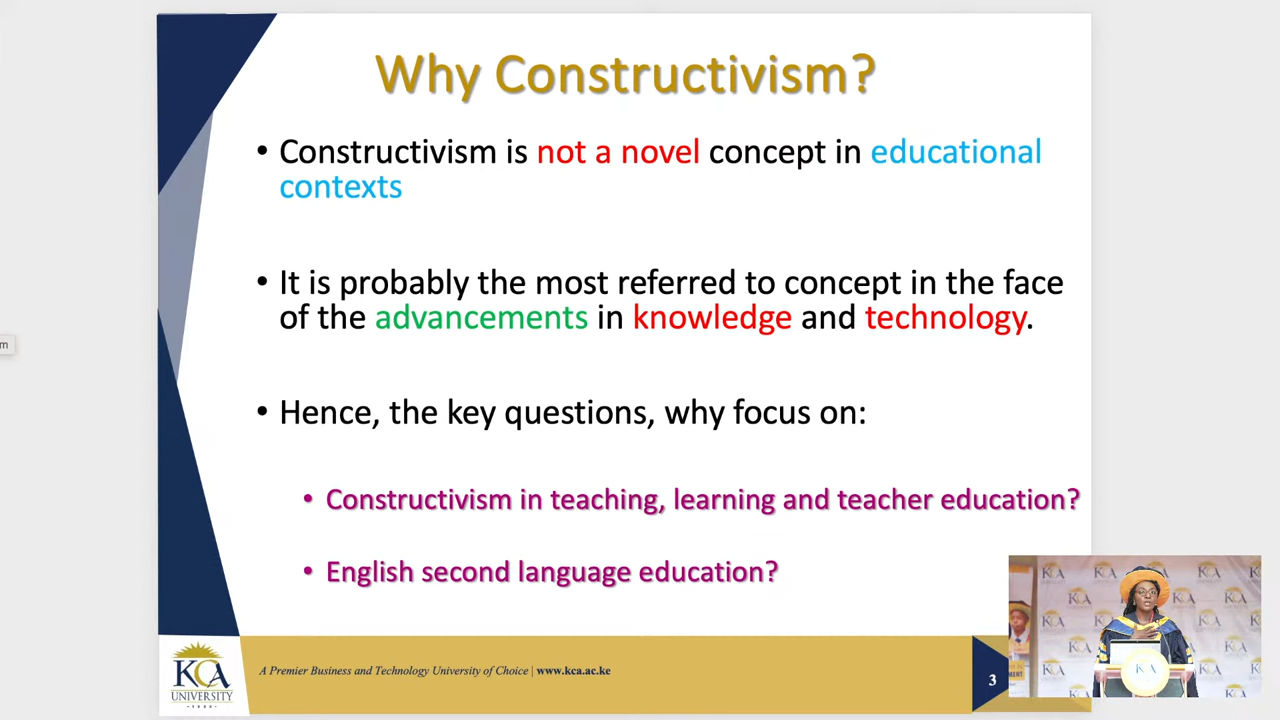 Why Constructivism?
• Constructivism is not a novel concept in educational
contexts
• It is probably the most referred to concept in the face
of the advancements in knowledge and technology.
• Hence, the key questions, why focus on:
• Constructivism in teaching, learning and teacher education?
• English second language education?
m
KCA
UNIVERSITY
A Premier Business and Technology University of Choice | www.kca.ac.ke
3
KCA